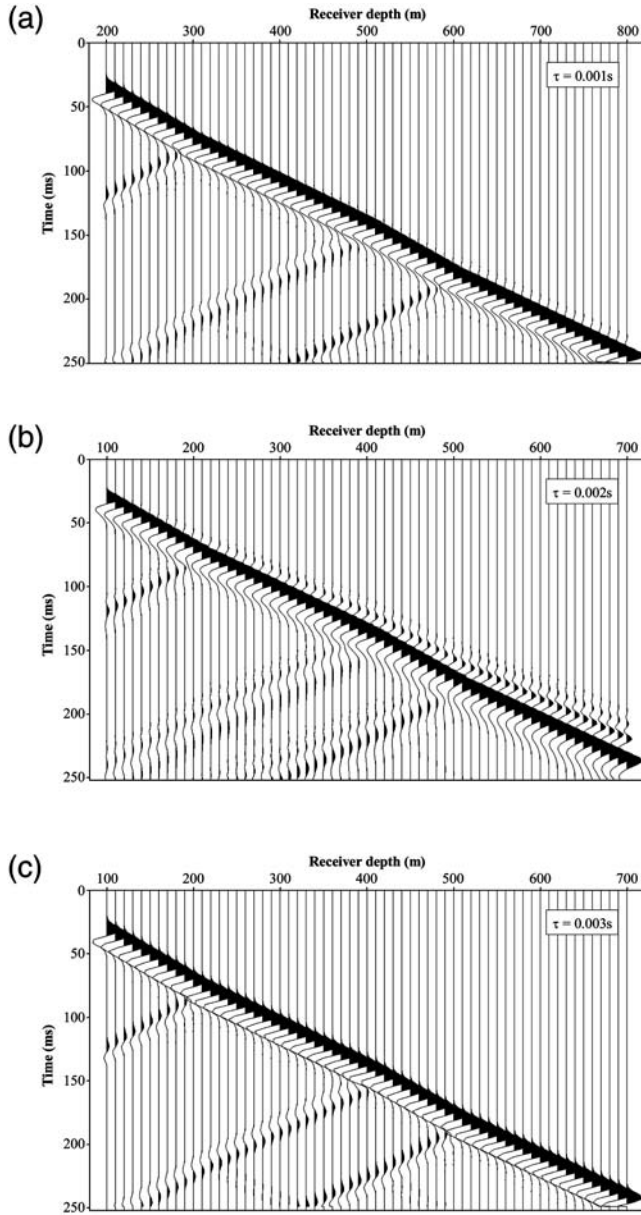 (a)
Receiver depth (m)
200 300 400 500 600 700 800
0
τ = 0.001s
50
100
Time (ms)
150
200
250
(b)
Receiver depth (m)
100 200 300 400 500 600 700
0
τ = 0.002s
50
100
Time (ms)
150
200
250
(c)
Receiver depth (m)
100 200 300 400 500 600 700
0
τ = 0.003s
50
100
Time (ms)
150
200
250